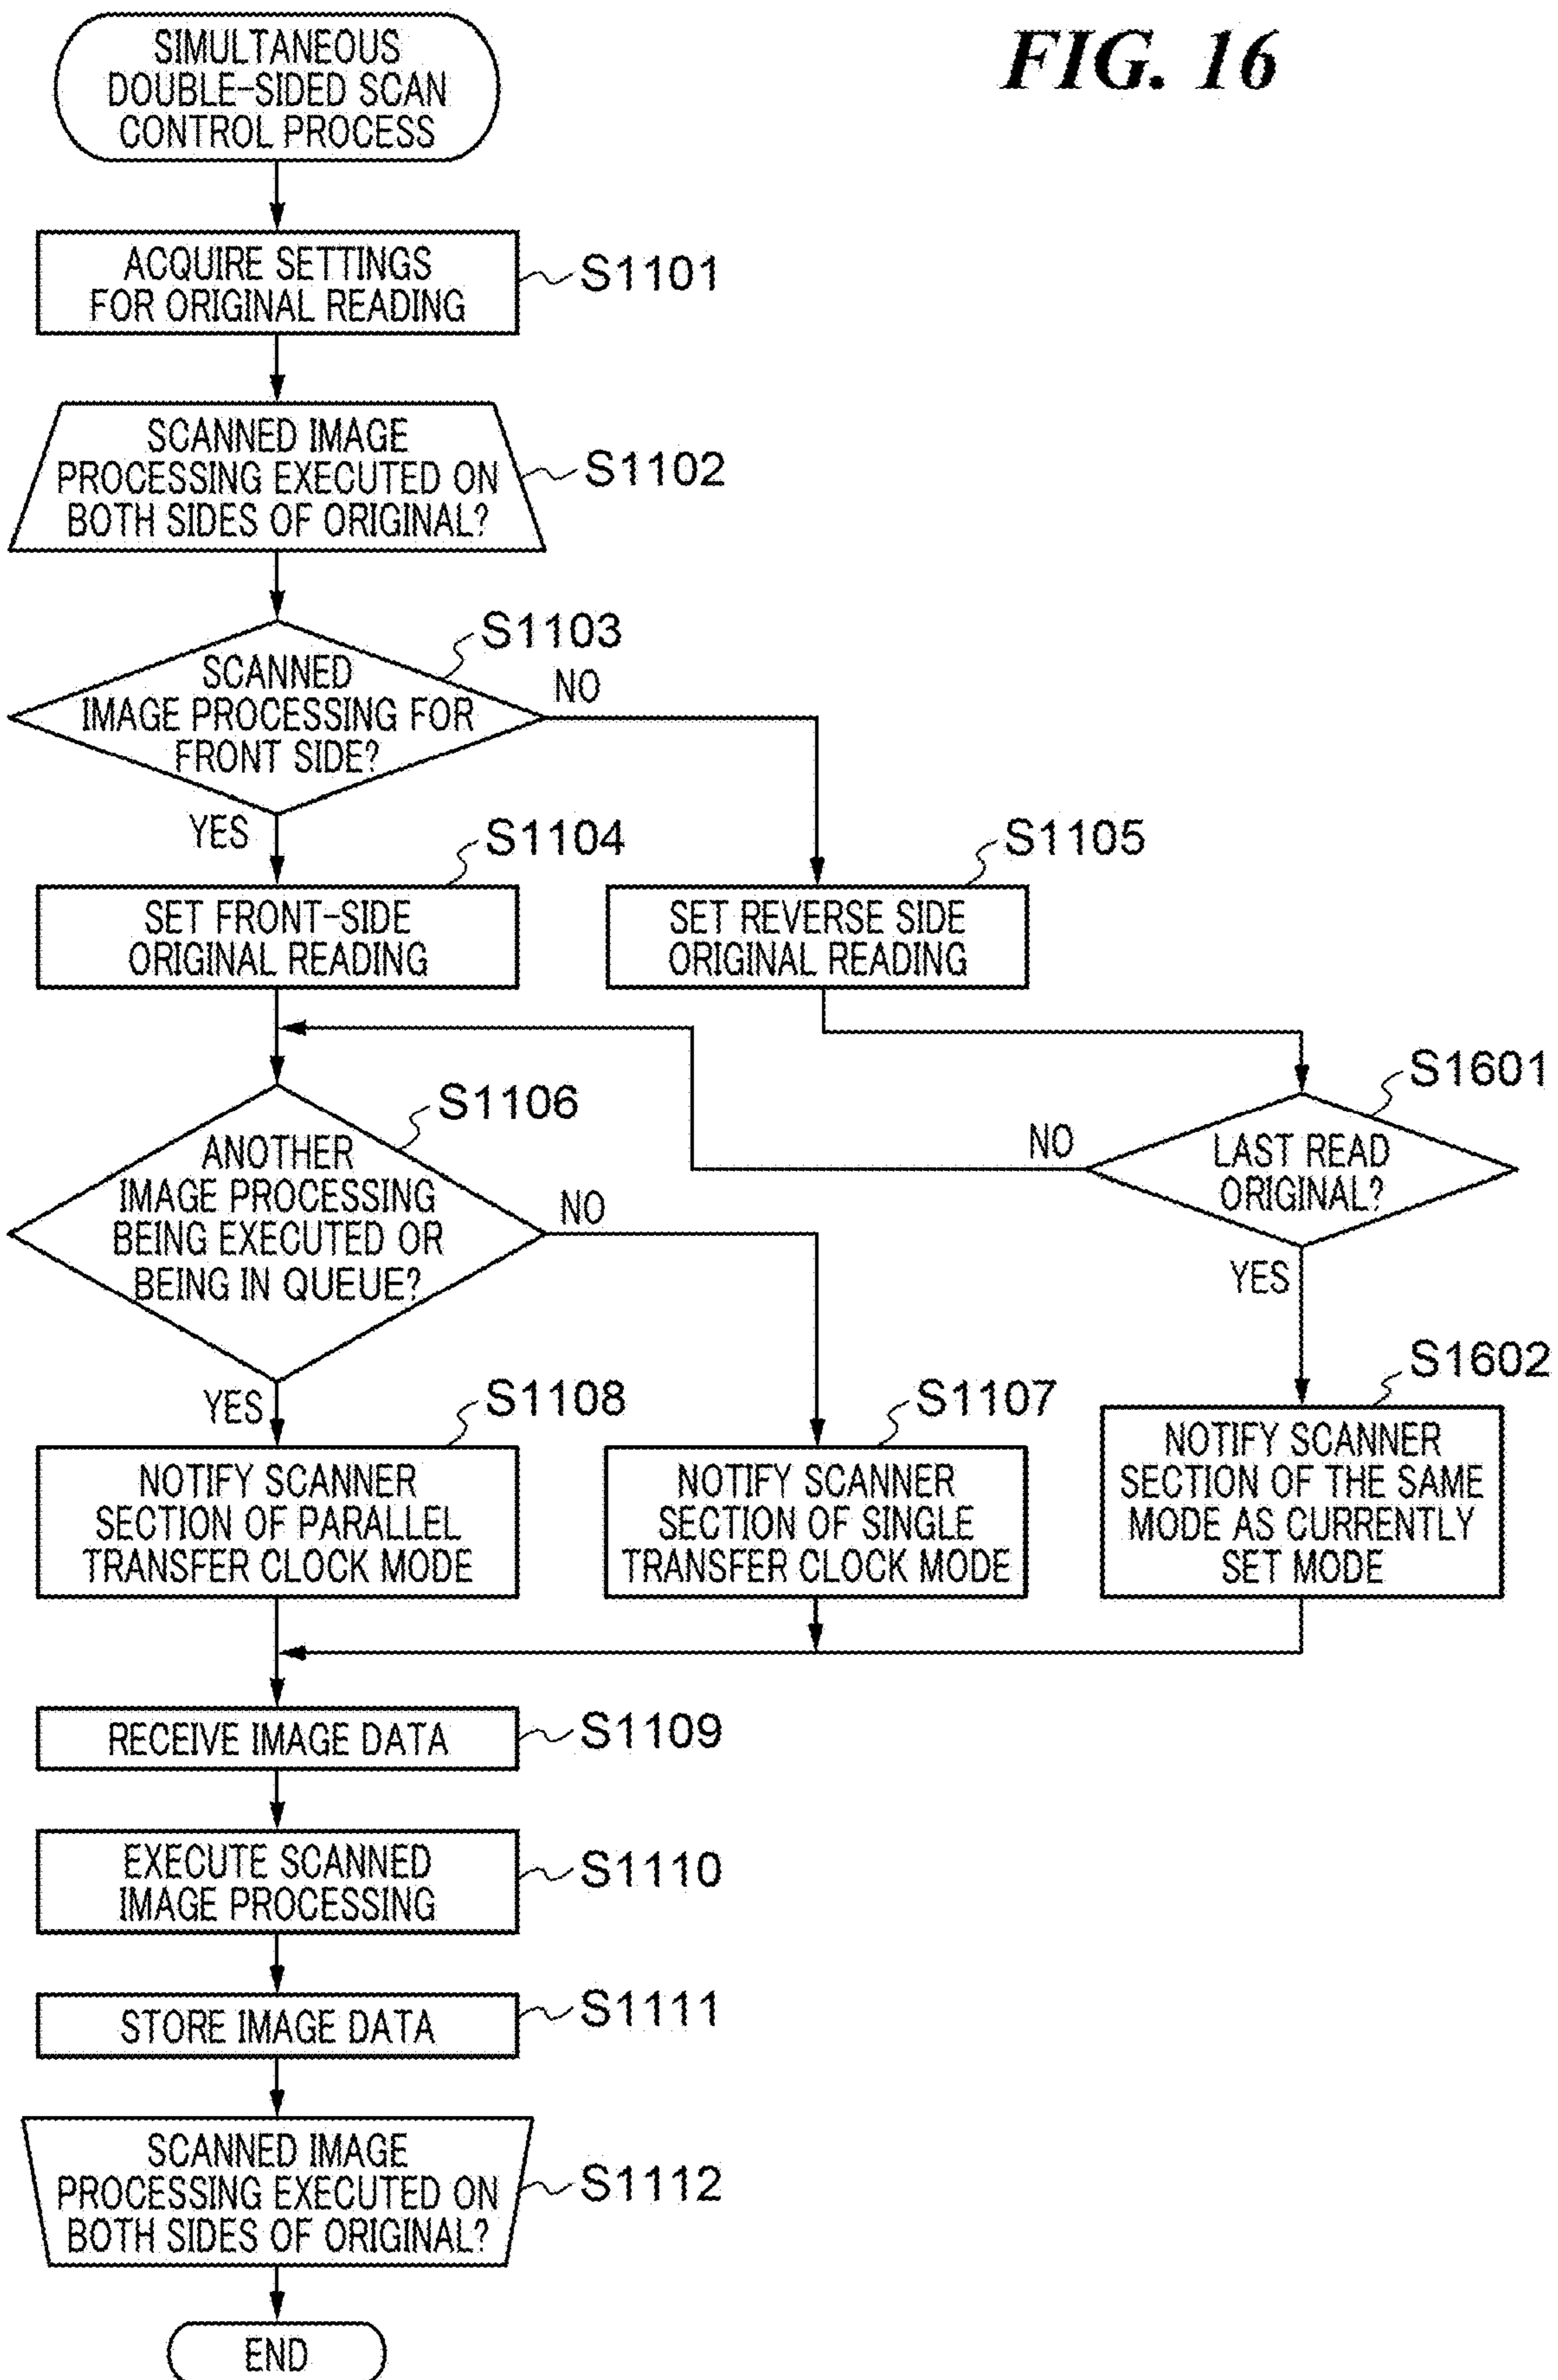 FIG. 16
SIMULTANEOUS
DOUBLE-SIDED SCAN
CONTROL PROCESS
ACQUIRE SETTINGS
FOR ORIGINAL READING
S1101
SCANNED IMAGE
PROCESSING EXECUTED ON
BOTH SIDES OF ORIGINAL?
S1102
S1103
SCANNED
IMAGE PROCESSING FOR
FRONT SIDE?
NO
YES
S1104
SET FRONT-SIDE
ORIGINAL READING
S1105
SET REVERSE SIDE
ORIGINAL READING
S1601
LAST READ
ORIGINAL?
NO
YES
S1106
ANOTHER
IMAGE PROCESSING
BEING EXECUTED OR
BEING IN QUEUE?
NO
YES
S1108
NOTIFY SCANNER
SECTION OF PARALLEL
TRANSFER CLOCK MODE
S1107
NOTIFY SCANNER
SECTION OF SINGLE
TRANSFER CLOCK MODE
S1602
NOTIFY SCANNER
SECTION OF THE SAME
MODE AS CURRENTLY
SET MODE
RECEIVE IMAGE DATA
S1109
EXECUTE SCANNED
IMAGE PROCESSING
S1110
STORE IMAGE DATA
S1111
SCANNED IMAGE
PROCESSING EXECUTED ON
BOTH SIDES OF ORIGINAL?
S1112
END